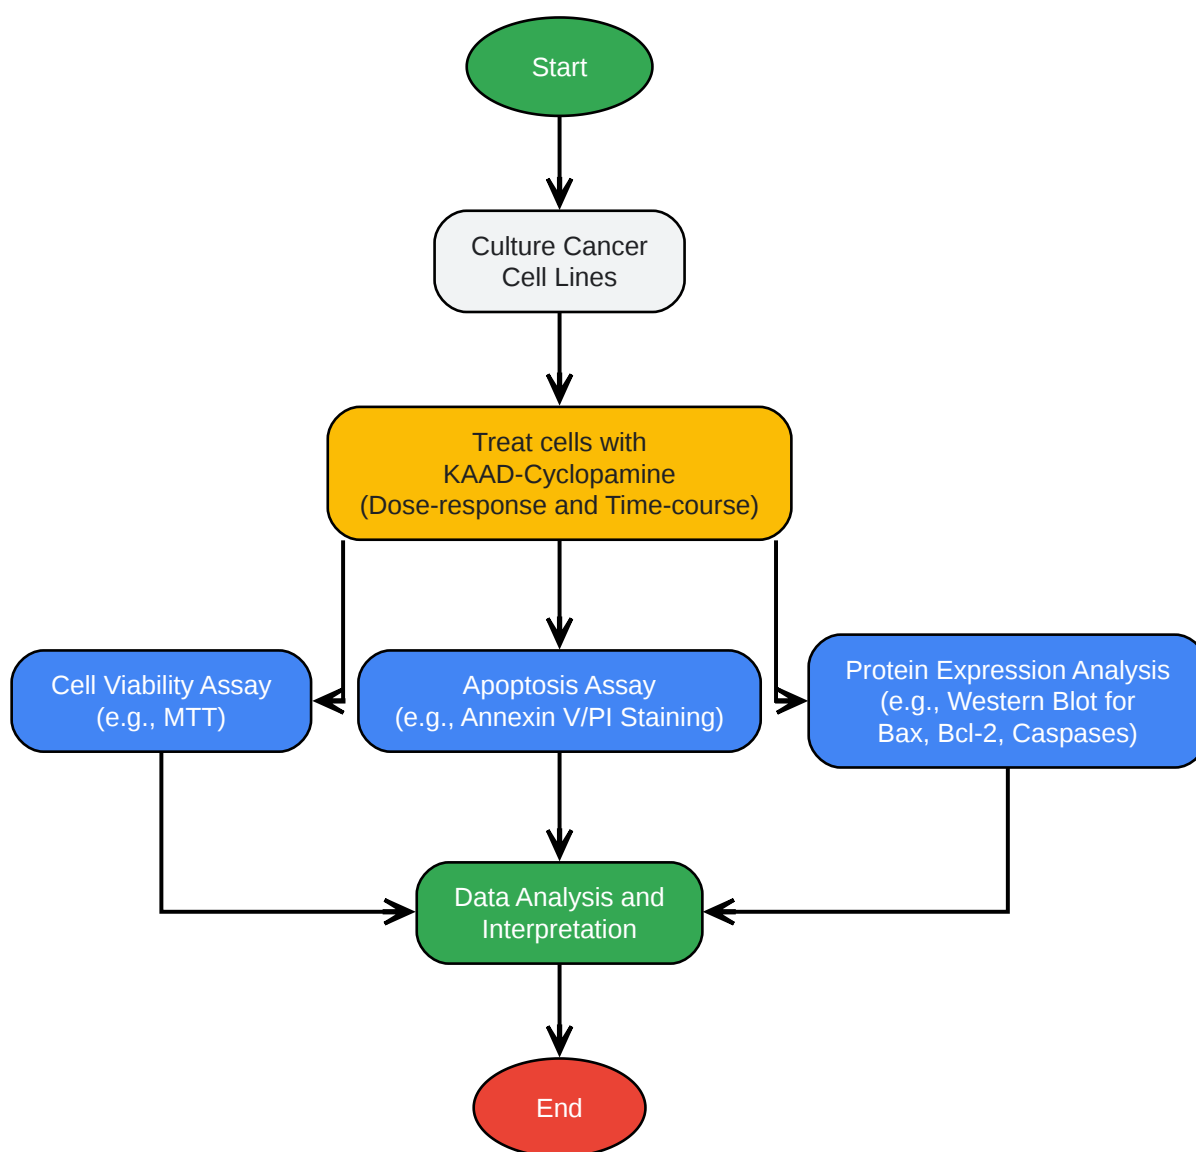 Start
Culture Cancer
Cell Lines
Treat cells with
KAAD-Cyclopamine
(Dose-response and Time-course)
Cell Viability Assay
(e.g., MTT)
Apoptosis Assay
(e.g., Annexin V/PI Staining)
Protein Expression Analysis
(e.g., Western Blot for
Bax, Bcl-2, Caspases)
Data Analysis and
Interpretation
End